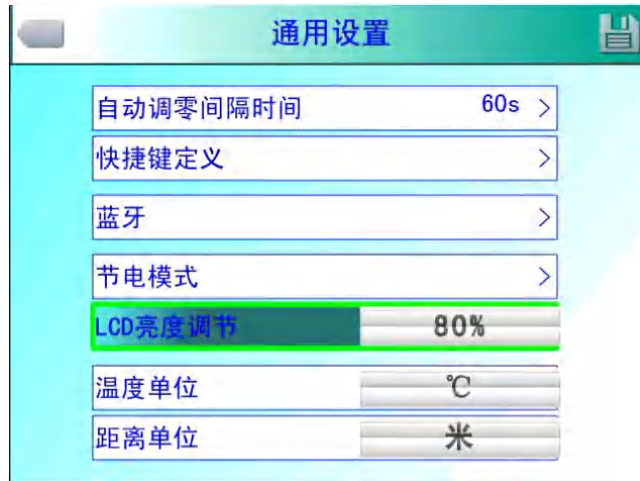 通用设置
自动调零间隔时间 60s >
快捷键定义 >
蓝牙 >
节电模式 >
LCD亮度调节 80%
温度单位 ℃
距离单位 米